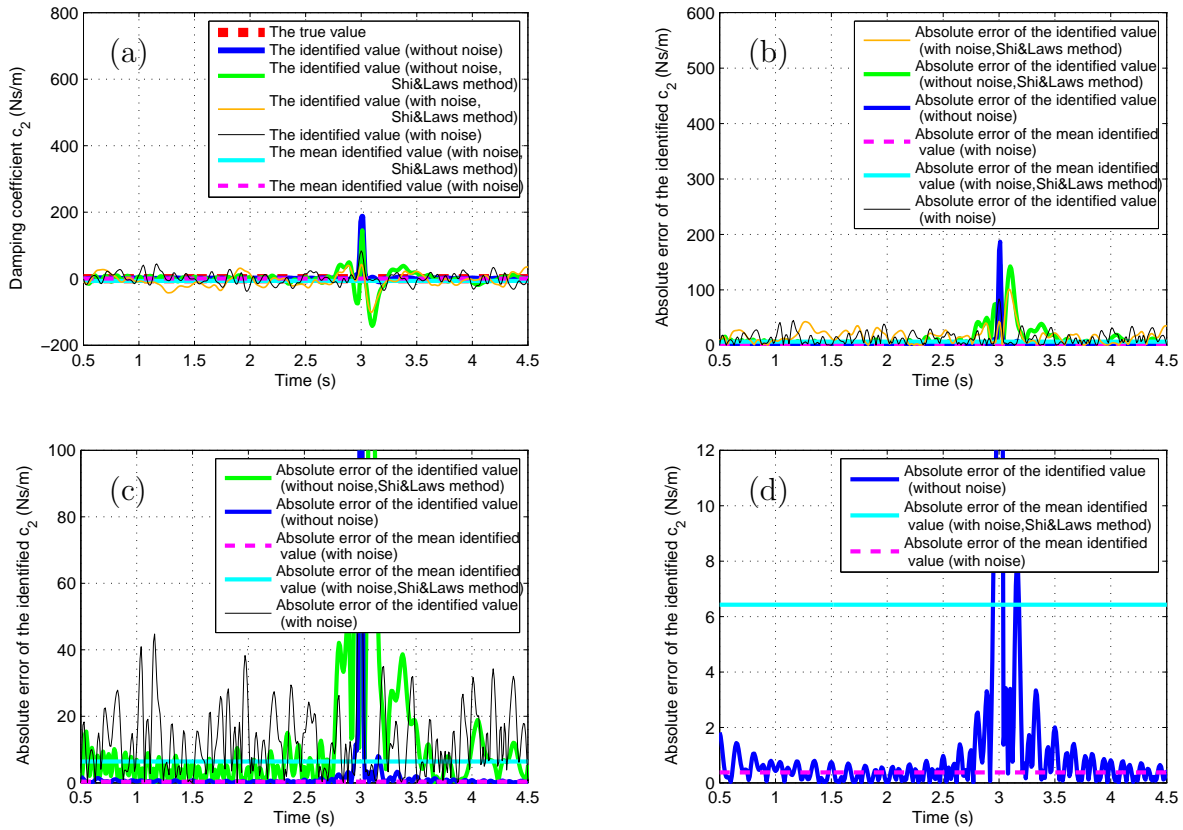 (a)
The true value
The identified value (without noise)
The identified value (without noise,
Shi&Laws method)
The identified value (with noise,
Shi&Laws method)
The identified value (with noise)
The mean identified value (with noise,
Shi&Laws method)
The mean identified value (with noise)
Damping coefficient c₂ (Ns/m)
800
600
400
200
0
−200
0.5 1 1.5 2 2.5 3 3.5 4 4.5
Time (s)
(b)
Absolute error of the identified value
(with noise,Shi&Laws method)
Absolute error of the identified value
(without noise,Shi&Laws method)
Absolute error of the identified value
(without noise)
Absolute error of the mean identified
value (with noise)
Absolute error of the mean identified
value (with noise,Shi&Laws method)
Absolute error of the identified value
(with noise)
Absolute error of the identified c₂ (Ns/m)
600
500
400
300
200
100
0
0.5 1 1.5 2 2.5 3 3.5 4 4.5
Time (s)
(c)
Absolute error of the identified value
(without noise,Shi&Laws method)
Absolute error of the identified value
(without noise)
Absolute error of the mean identified
value (with noise)
Absolute error of the mean identified
value (with noise,Shi&Laws method)
Absolute error of the identified value
(with noise)
Absolute error of the identified c₂ (Ns/m)
100
80
60
40
20
0
0.5 1 1.5 2 2.5 3 3.5 4 4.5
Time (s)
(d)
Absolute error of the identified value
(without noise)
Absolute error of the mean identified
value (with noise,Shi&Laws method)
Absolute error of the mean identified
value (with noise)
Absolute error of the identified c₂ (Ns/m)
12
10
8
6
4
2
0
0.5 1 1.5 2 2.5 3 3.5 4 4.5
Time (s)